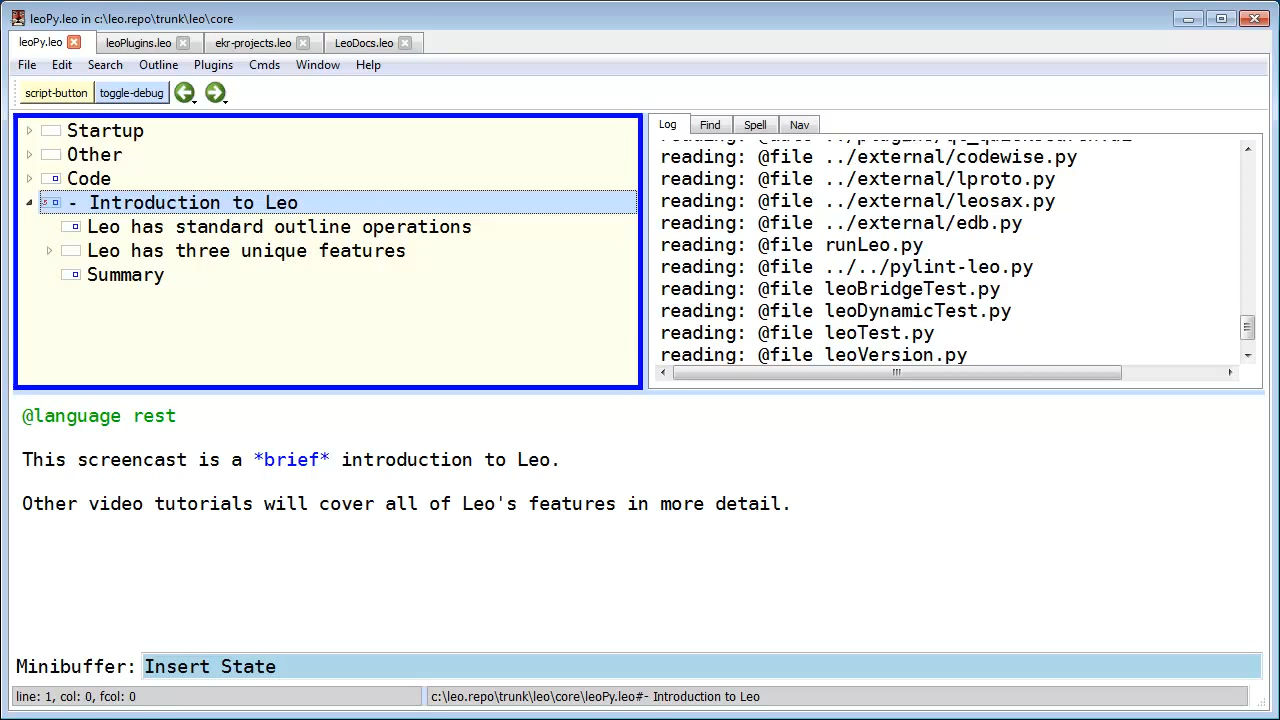 leoPy.leo in c:\leo.repo\trunk\leo\core
leoPy.leo leoPlugins.leo ekr-projects.leo LeoDocs.leo
File Edit Search Outline Plugins Cmds Window Help
script-button toggle-debug
Startup
Other
Code
- Introduction to Leo
Leo has standard outline operations
Leo has three unique features
Summary
Log Find Spell Nav
reading: @file ../external/codewise.py
reading: @file ../external/lproto.py
reading: @file ../external/leosax.py
reading: @file ../external/edb.py
reading: @file runLeo.py
reading: @file ../../pylint-leo.py
reading: @file leoBridgeTest.py
reading: @file leoDynamicTest.py
reading: @file leoTest.py
reading: @file leoVersion.py
@language rest
This screencast is a *brief* introduction to Leo.
Other video tutorials will cover all of Leo's features in more detail.
Minibuffer: Insert State
line: 1, col: 0, fcol: 0
c:\leo.repo\trunk\leo\core\leoPy.leo#- Introduction to Leo